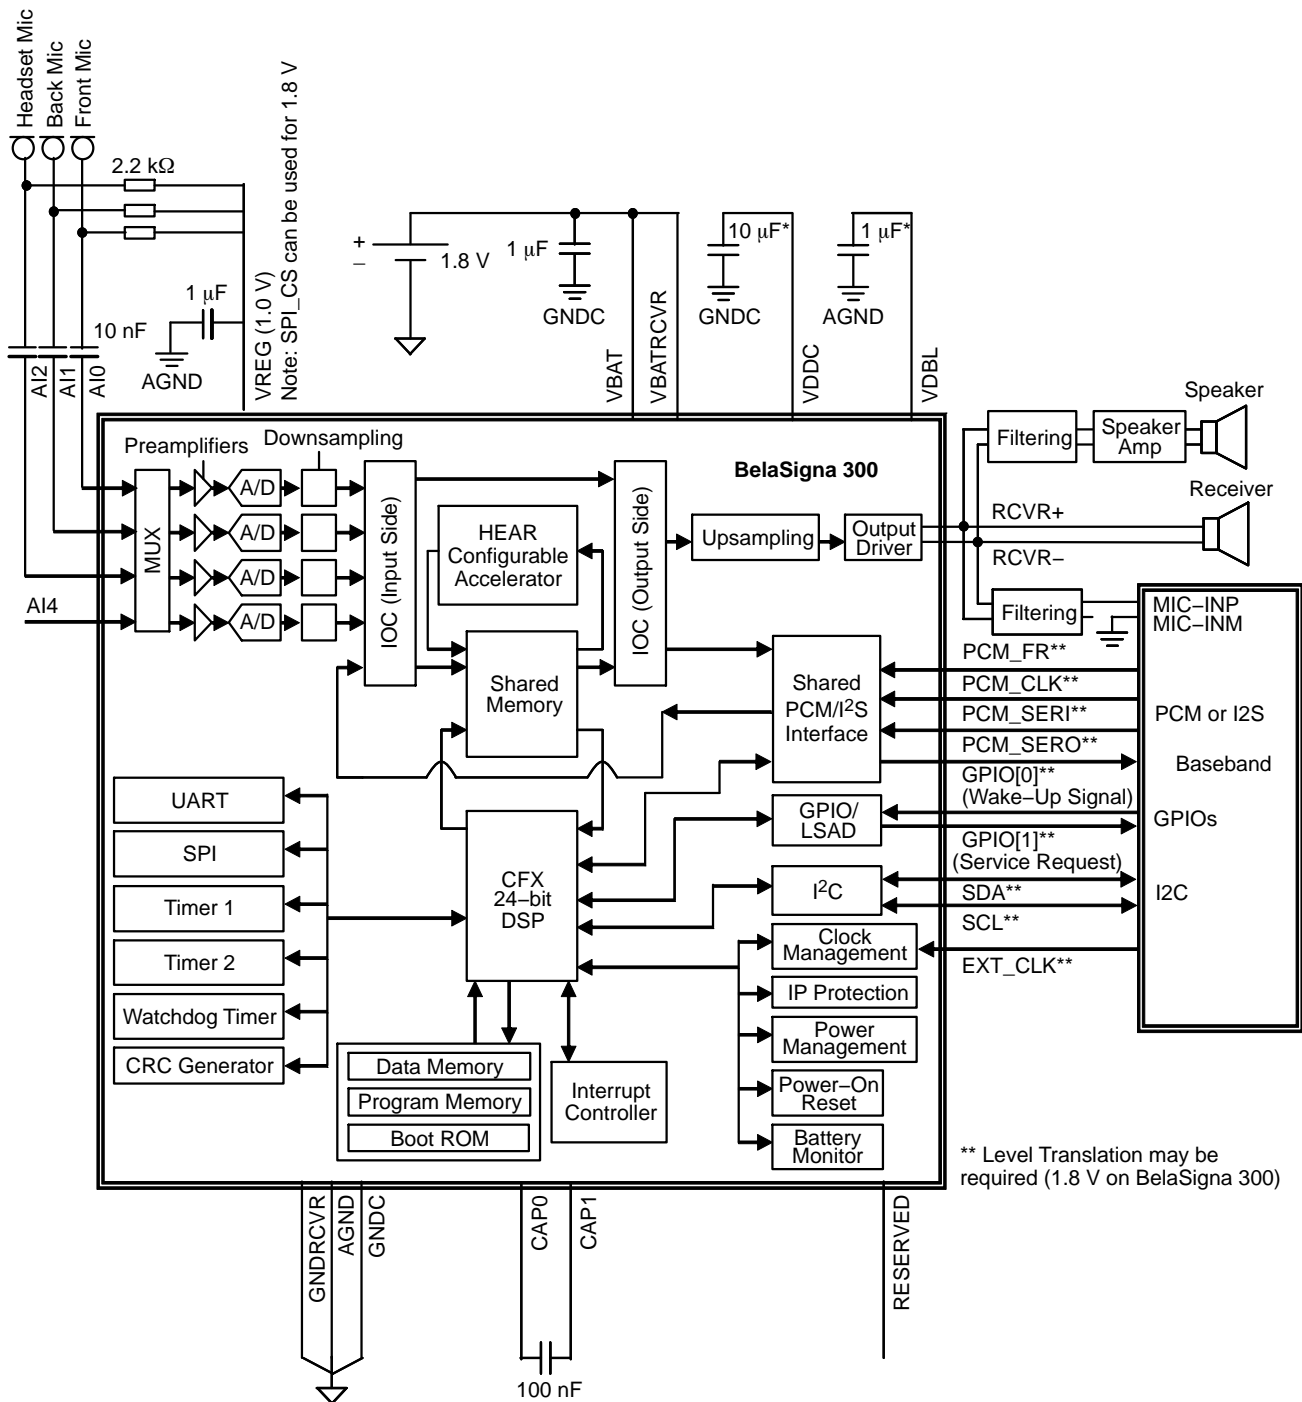 Headset Mic
Back Mic
Front Mic
2.2 kΩ
VREG (1.0 V)
Note: SPI_CS can be used for 1.8 V
1 μF
AGND
10 nF
AI2
AI1
AI0
+
−
1.8 V
1 μF
GNDC
10 μF*
GNDC
1 μF*
AGND
VBAT
VBATRCVR
VDDC
VDBL
Speaker
Filtering
Speaker
Amp
Receiver
RCVR+
RCVR−
Filtering
MIC−INP
MIC−INM
Preamplifiers
Downsampling
BelaSigna 300
MUX
A/D
A/D
A/D
A/D
AI4
IOC (Input Side)
HEAR
Configurable
Accelerator
IOC (Output Side)
Upsampling
Output
Driver
Shared
Memory
Shared
PCM/I2S
Interface
PCM_FR**
PCM_CLK**
PCM_SERI**
PCM_SERO**
PCM or I2S
Baseband
GPIO[0]**
(Wake−Up Signal)
GPIOs
GPIO[1]**
(Service Request)
SDA**
I2C
SCL**
EXT_CLK**
UART
SPI
Timer 1
Timer 2
Watchdog Timer
CRC Generator
CFX
24−bit
DSP
GPIO/
LSAD
I2C
Clock
Management
IP Protection
Power
Management
Power−On
Reset
Battery
Monitor
Data Memory
Program Memory
Boot ROM
Interrupt
Controller
** Level Translation may be
required (1.8 V on BelaSigna 300)
GNDRCVR
AGND
GNDC
CAP0
CAP1
RESERVED
100 nF